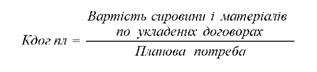 Вартість сировини і матеріалів
по укладених договорах
Кдог пл =
Планова потреба